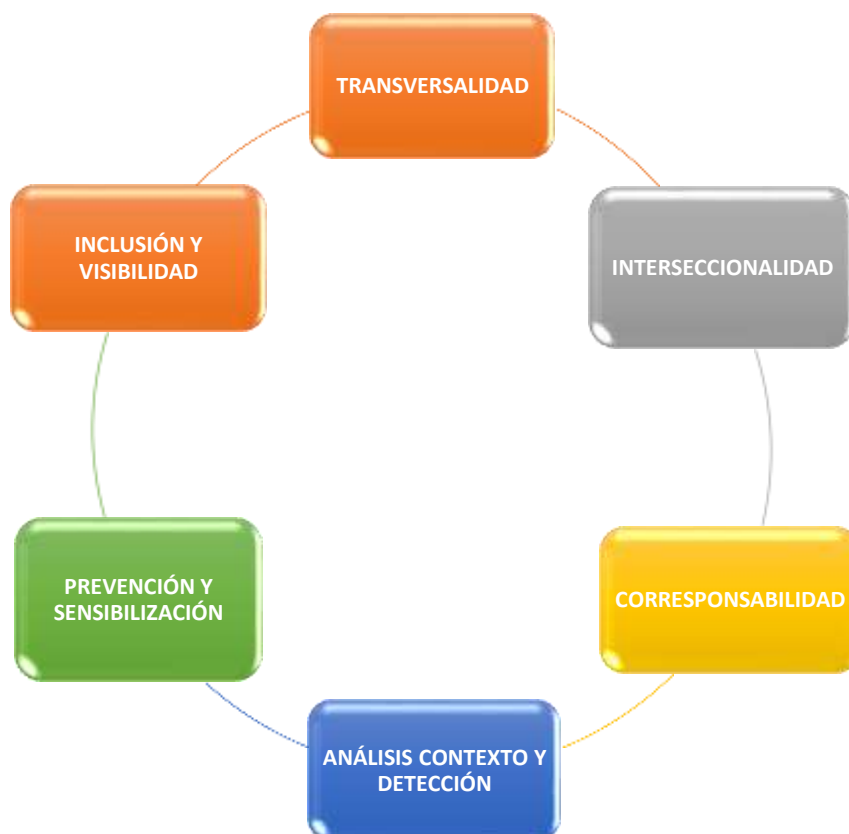 TRANSVERSALIDAD
INTERSECCIONALIDAD
CORRESPONSABILIDAD
ANÁLISIS CONTEXTO Y
DETECCIÓN
PREVENCIÓN Y
SENSIBILIZACIÓN
INCLUSIÓN Y
VISIBILIDAD